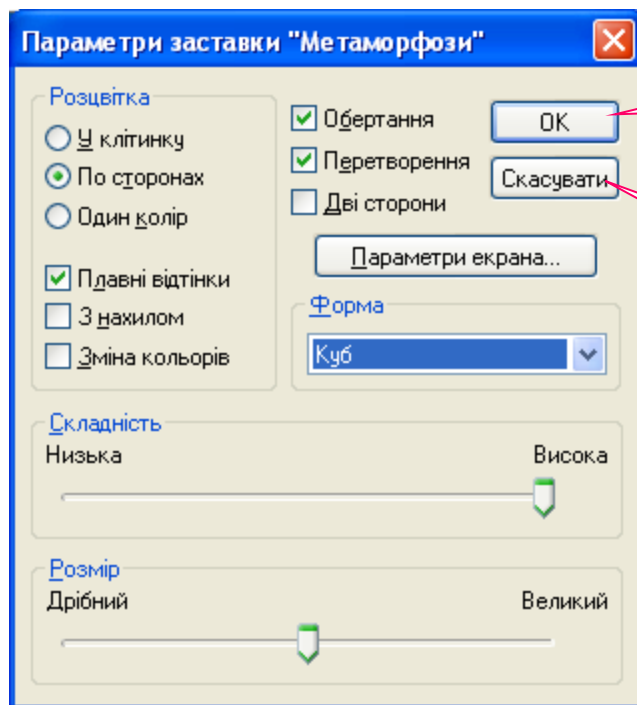 Параметри заставки "Метаморфози"
Розцвітка
У клітинку
По сторонах
Один колір
Плавні відтінки
З нахилом
Зміна кольорів
Обертання
Перетворення
Дві сторони
OK
Скасувати
Параметри екрана...
Форма
Куб
Складність
Низька
Висока
Розмір
Дрібний
Великий